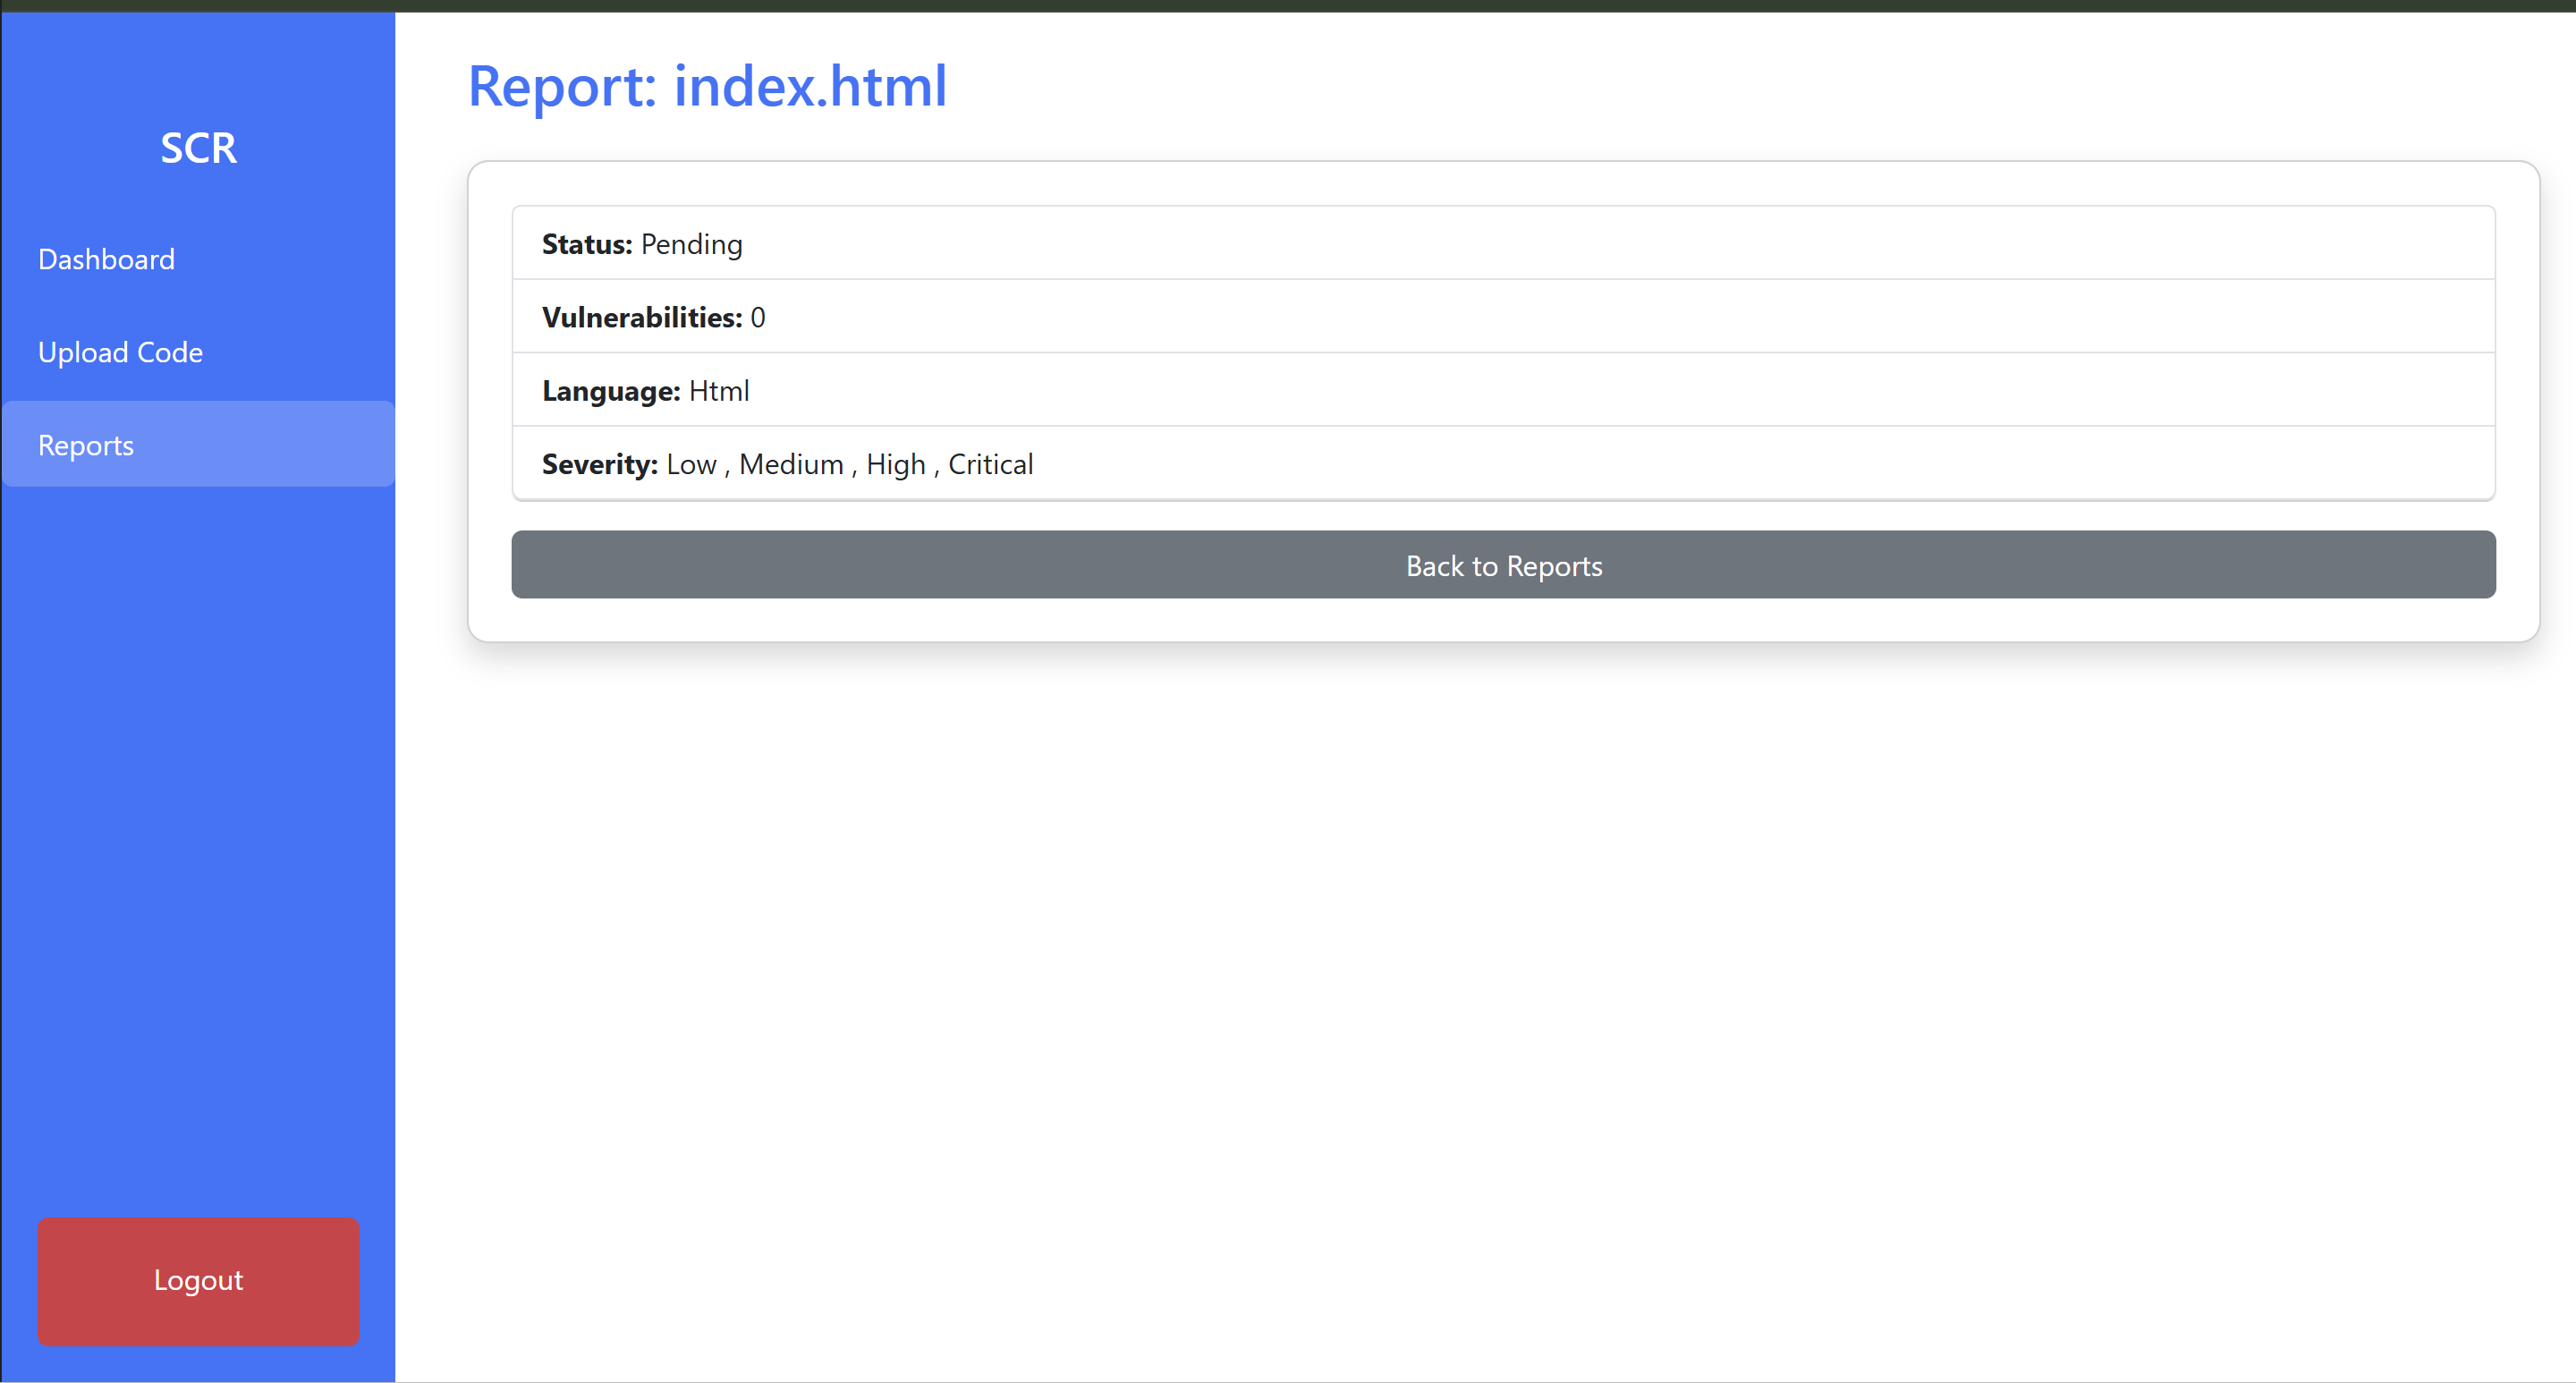 SCR
Dashboard
Upload Code
Reports
Logout
Report: index.html
Status: Pending
Vulnerabilities: 0
Language: Html
Severity: Low , Medium , High , Critical
Back to Reports